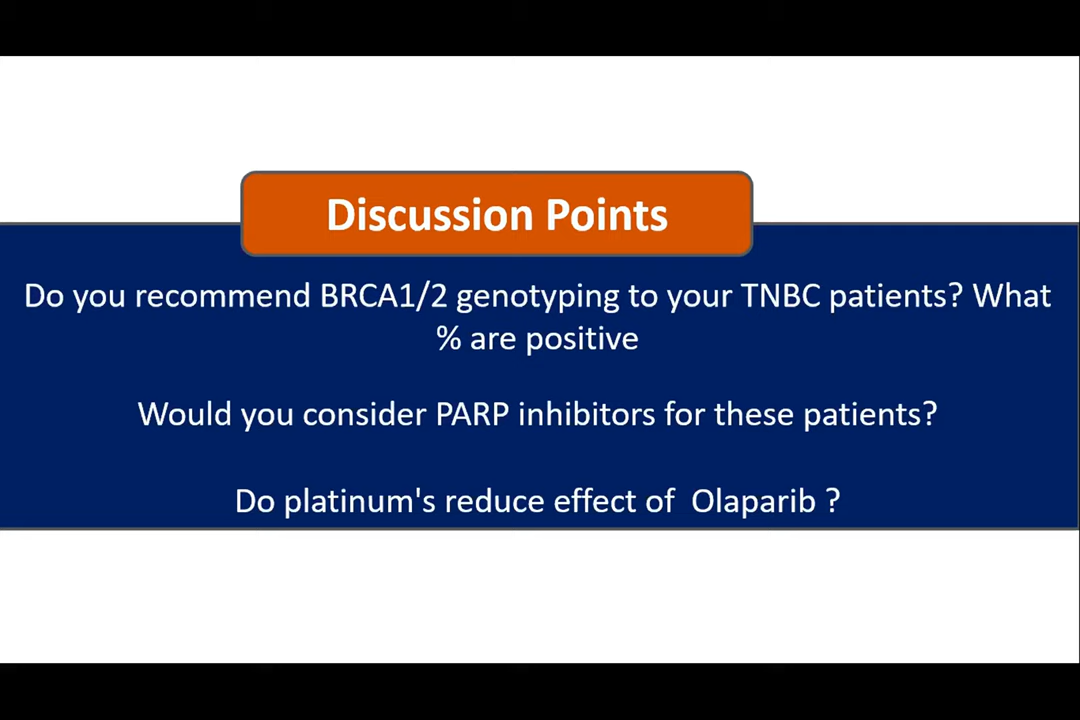 Discussion Points
Do you recommend BRCA1/2 genotyping to your TNBC patients? What
% are positive
Would you consider PARP inhibitors for these patients?
Do platinum's reduce effect of  Olaparib ?